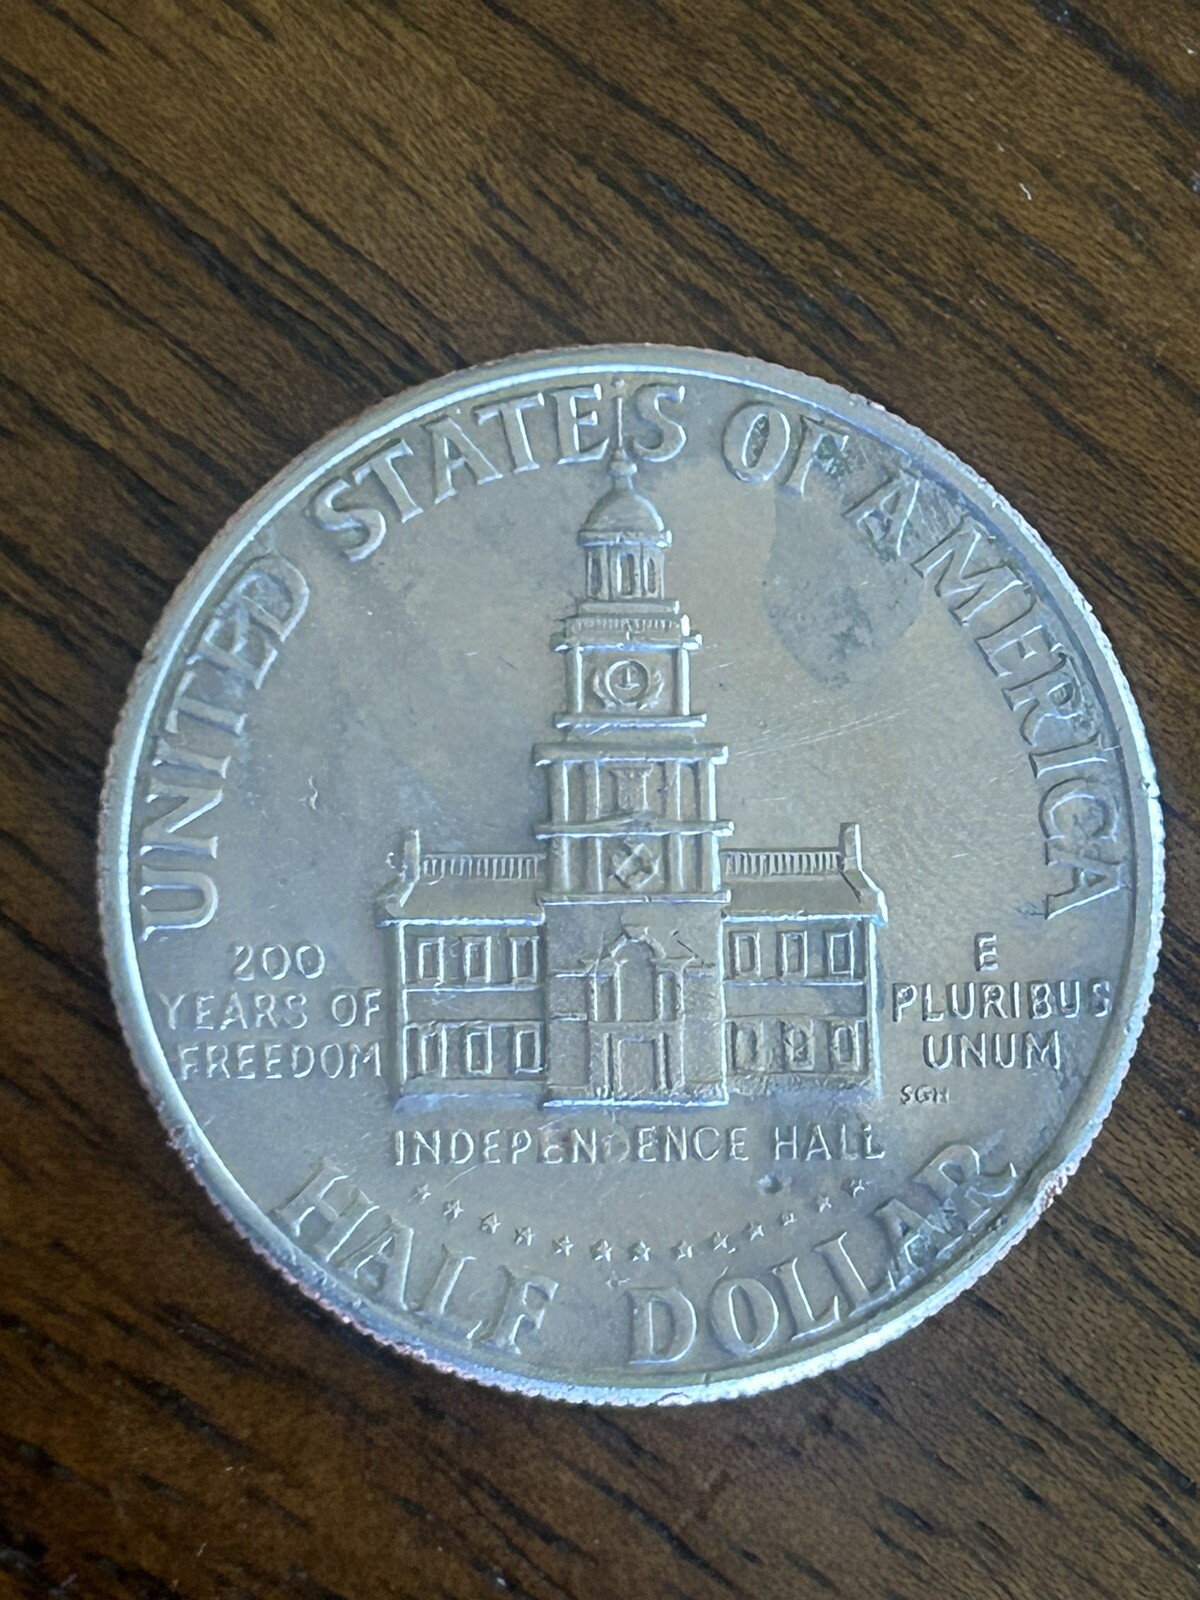 UNITED STATES OF AMERICA
200
YEARS OF
FREEDOM
E
PLURIBUS
UNUM
SGH
INDEPENDENCE HALL
HALF DOLLAR